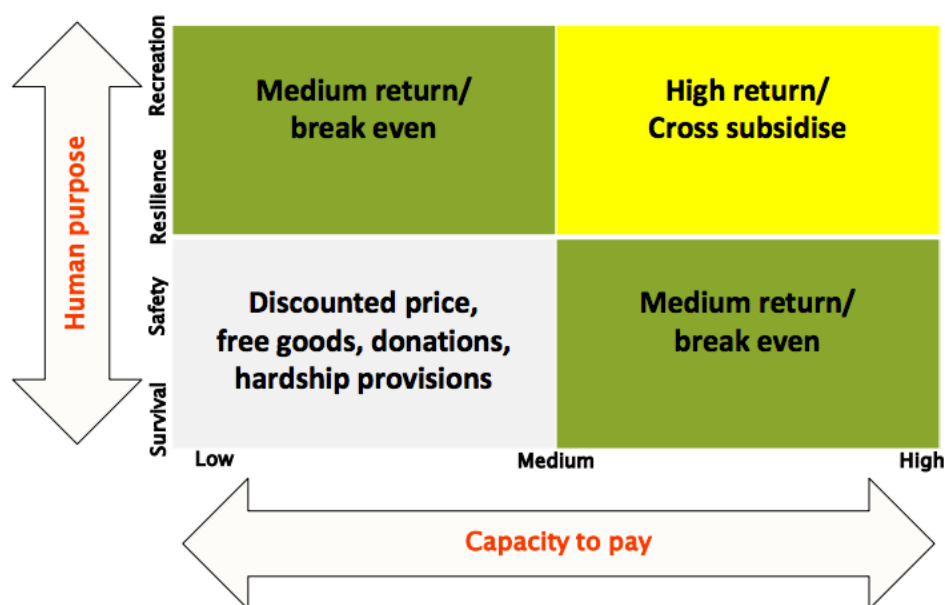 Human purpose
Recreation
Resilience
Safety
Survival
Medium return/
break even
High return/
Cross subsidise
Discounted price,
free goods, donations,
hardship provisions
Medium return/
break even
Low
Medium
High
Capacity to pay